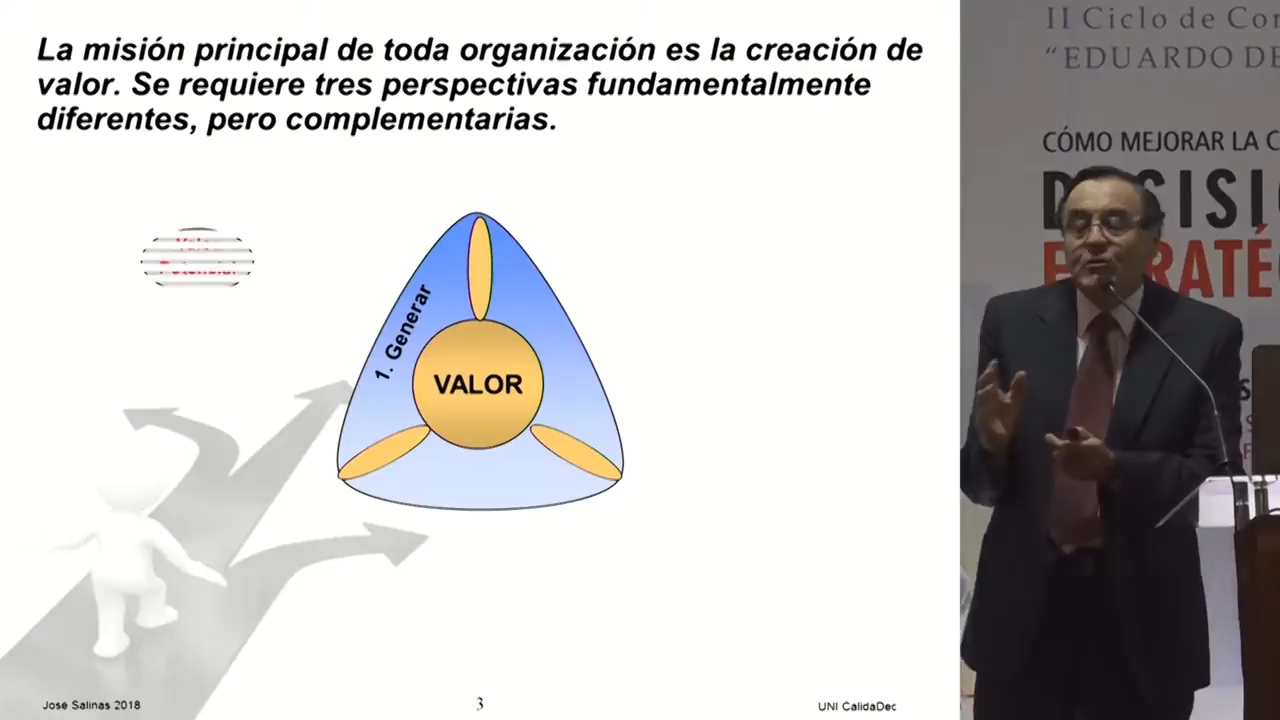 La misión principal de toda organización es la creación de
valor. Se requiere tres perspectivas fundamentalmente
diferentes, pero complementarias.
1. Generar
VALOR
José Salinas 2018
3
UNI CalidaDec
II Ciclo de Con
“EDUARDO DE
CÓMO MEJORAR LA C